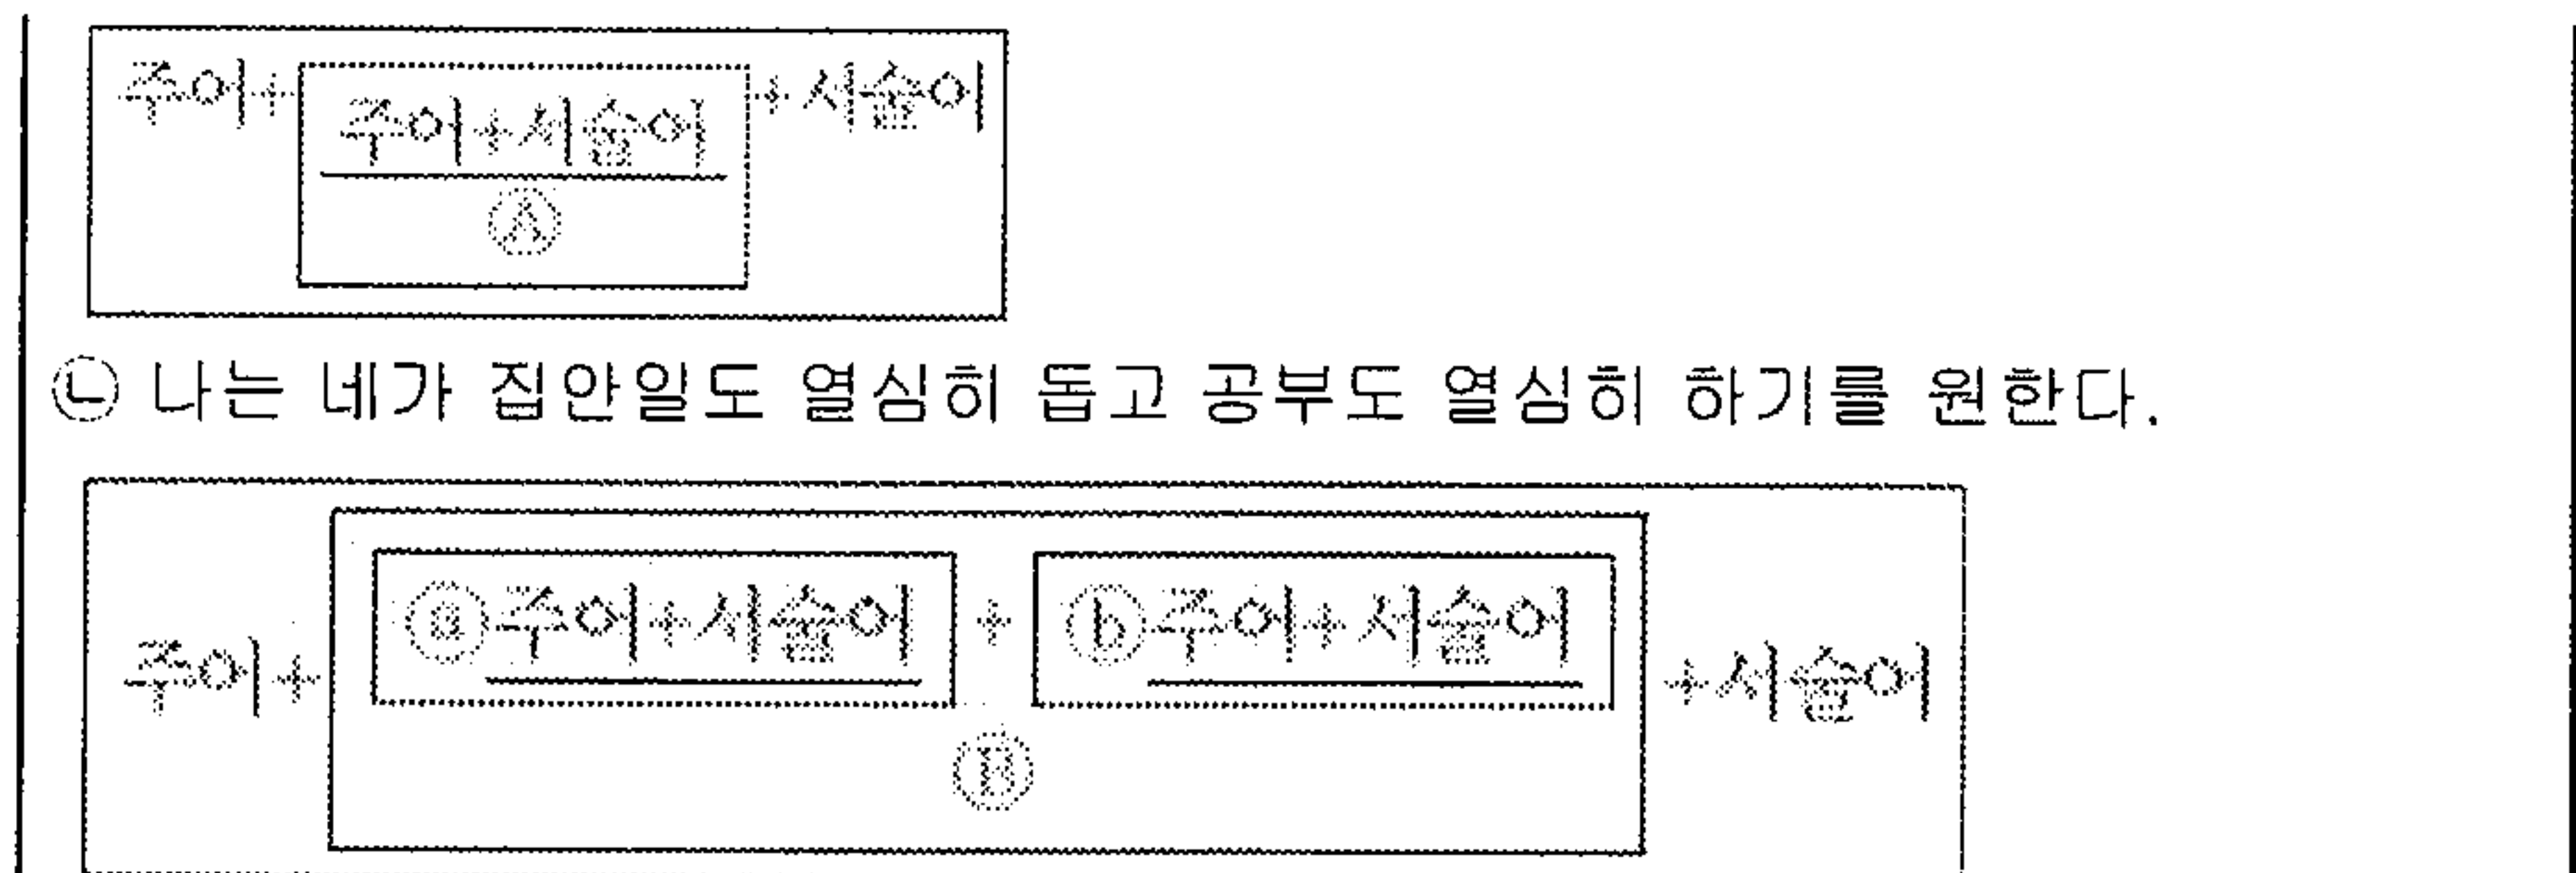 주어+ 주어+서술어 +서술어
Ⓐ
㉡ 나는 네가 집안일도 열심히 돕고 공부도 열심히 하기를 원한다.
주어+ ⓐ주어+서술어 + ⓑ주어+서술어 +서술어
Ⓑ